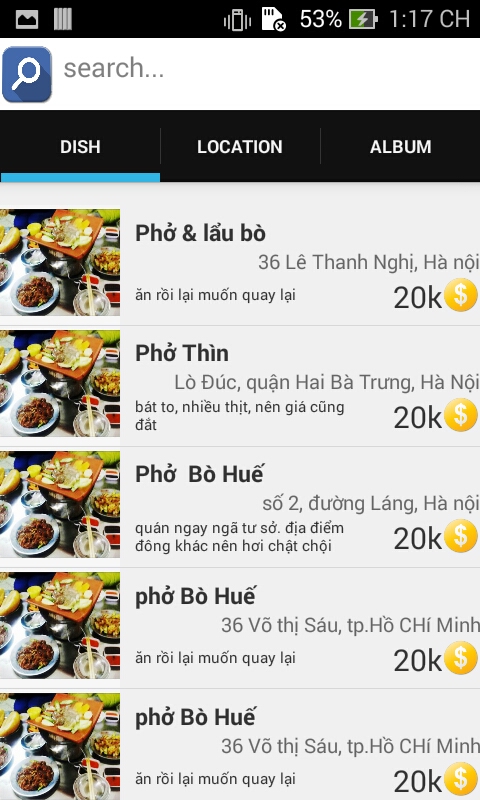 53% 1:17 CH
search...
DISH LOCATION ALBUM
Phở & lẩu bò
36 Lê Thanh Nghị, Hà nội
ăn rồi lại muốn quay lại
20k
Phở Thìn
Lò Đúc, quận Hai Bà Trưng, Hà Nội
bát to, nhiều thịt, nên giá cũng
đắt
20k
Phở  Bò Huế
số 2, đường Láng, Hà nội
quán ngay ngã tư sở. địa điểm
đông khác nên hơi chật chội
20k
phở Bò Huế
36 Võ thị Sáu, tp.Hồ CHí Minh
ăn rồi lại muốn quay lại
20k
phở Bò Huế
36 Võ thị Sáu, tp.Hồ CHí Minh
ăn rồi lại muốn quay lại
20k